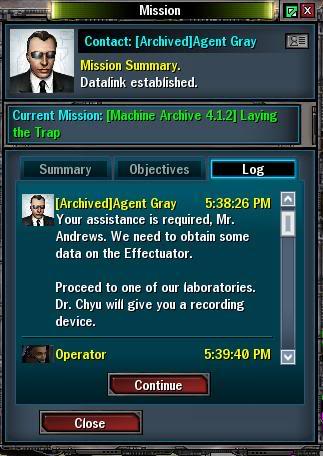 Mission
Contact: [Archived]Agent Gray
Mission Summary.
Datalink established.
Current Mission: [Machine Archive 4.1.2] Laying
the Trap
Summary
Objectives
Log
[Archived]Agent Gray 5:38:26 PM
Your assistance is required, Mr.
Andrews. We need to obtain some
data on the Effectuator.
Proceed to one of our laboratories.
Dr. Chyu will give you a recording
device.
Operator 5:39:40 PM
Continue
Close